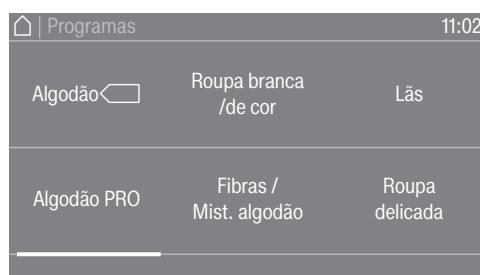 Programas 11:02
Algodão
Roupa branca
/de cor
Lãs
Algodão PRO
Fibras /
Mist. algodão
Roupa
delicada